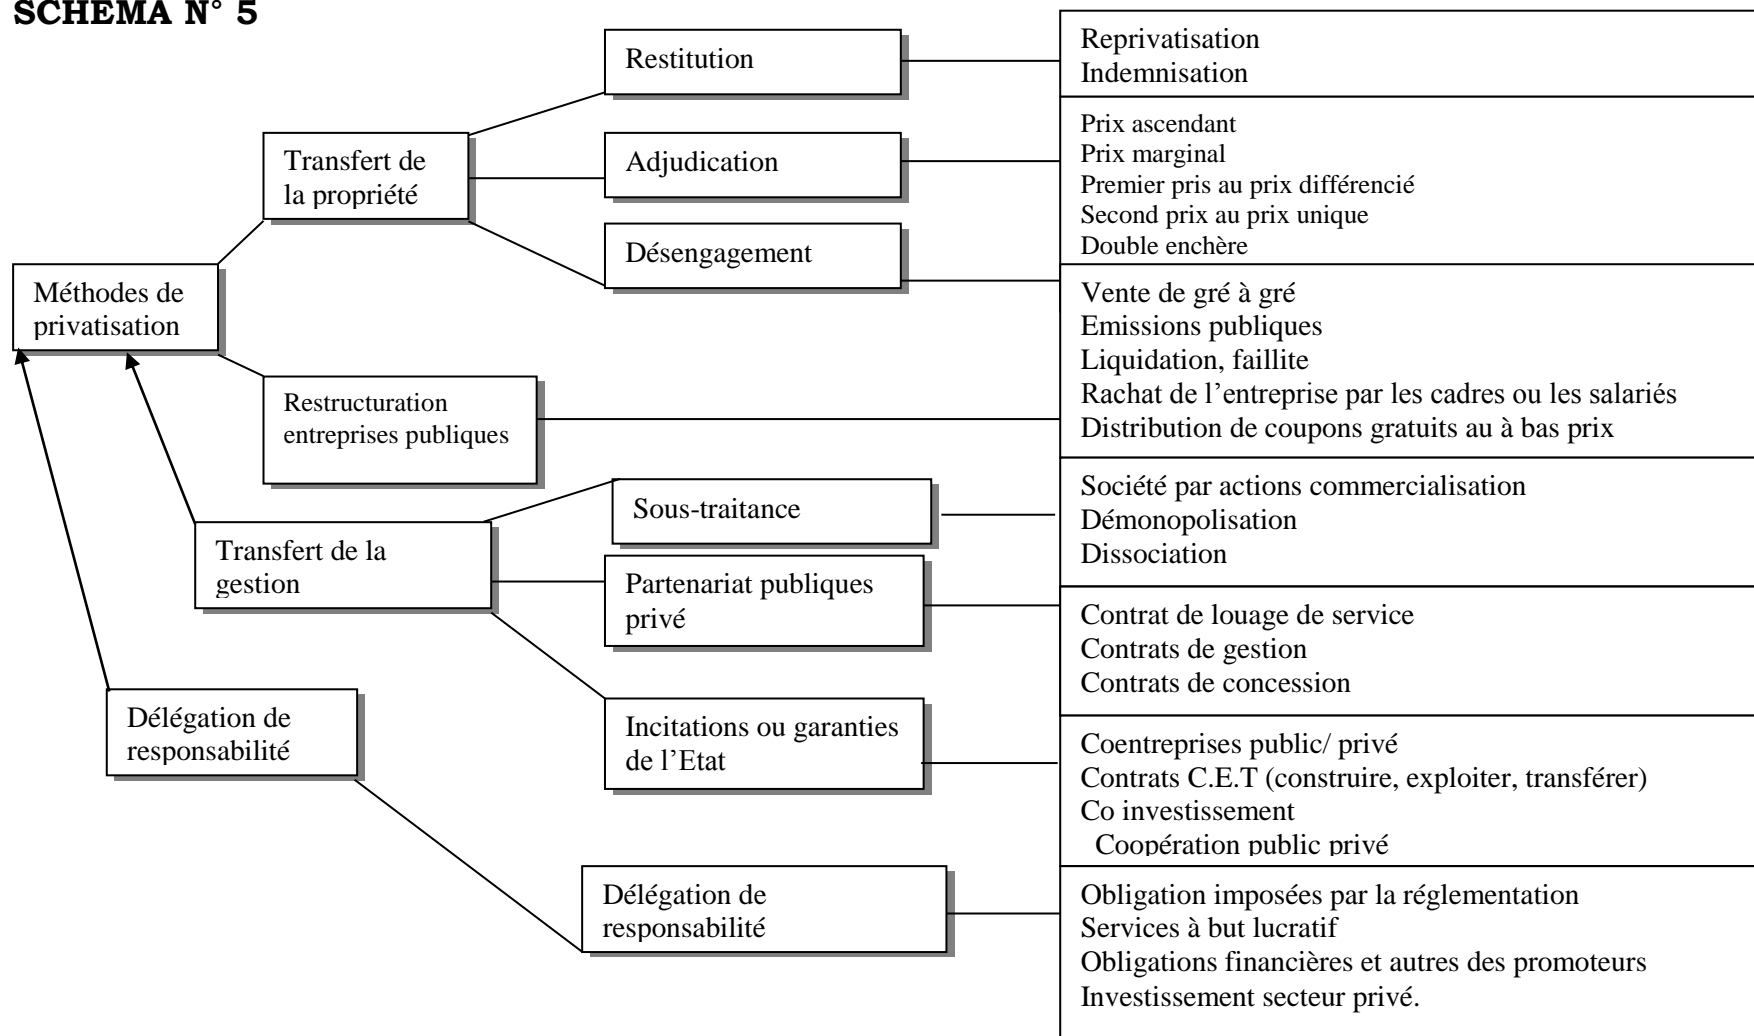 SCHEMA N° 5
Restitution
Reprivatisation
Indemnisation
Transfert de
la propriété
Adjudication
Prix ascendant
Prix marginal
Premier pris au prix différencié
Second prix au prix unique
Double enchère
Désengagement
Méthodes de
privatisation
Vente de gré à gré
Emissions publiques
Liquidation, faillite
Rachat de l’entreprise par les cadres ou les salariés
Distribution de coupons gratuits au à bas prix
Restructuration
entreprises publiques
Sous-traitance
Société par actions commercialisation
Démonopolisation
Dissociation
Transfert de la
gestion
Partenariat publiques
privé
Contrat de louage de service
Contrats de gestion
Contrats de concession
Délégation de
responsabilité
Incitations ou garanties
de l’Etat
Coentreprises public/ privé
Contrats C.E.T (construire, exploiter, transférer)
Co investissement
Coopération public privé
Délégation de
responsabilité
Obligation imposées par la réglementation
Services à but lucratif
Obligations financières et autres des promoteurs
Investissement secteur privé.